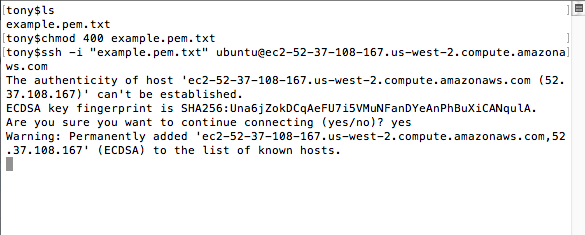 [tony$ls
example.pem.txt
[tony$chmod 400 example.pem.txt ]
[tony$ssh -i "example.pem.txt" ubuntu@ec2-52-37-108-167.us-west-2.compute.amazona]
ws.com
The authenticity of host 'ec2-52-37-108-167.us-west-2.compute.amazonaws.com (52.
37.108.167)' can't be established.
ECDSA key fingerprint is SHA256:Una6jZokDCqAeFU7i5VMuNFanDYeAnPhBuXiCANqulA.
Are you sure you want to continue connecting (yes/no)? yes
Warning: Permanently added 'ec2-52-37-108-167.us-west-2.compute.amazonaws.com,52
.37.108.167' (ECDSA) to the list of known hosts.